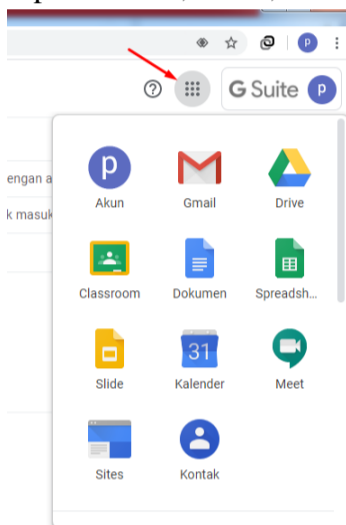 p
G Suite p
engan a
k masuk
p
Akun Gmail Drive
Classroom Dokumen Spreadsh...
31
Slide Kalender Meet
Sites Kontak